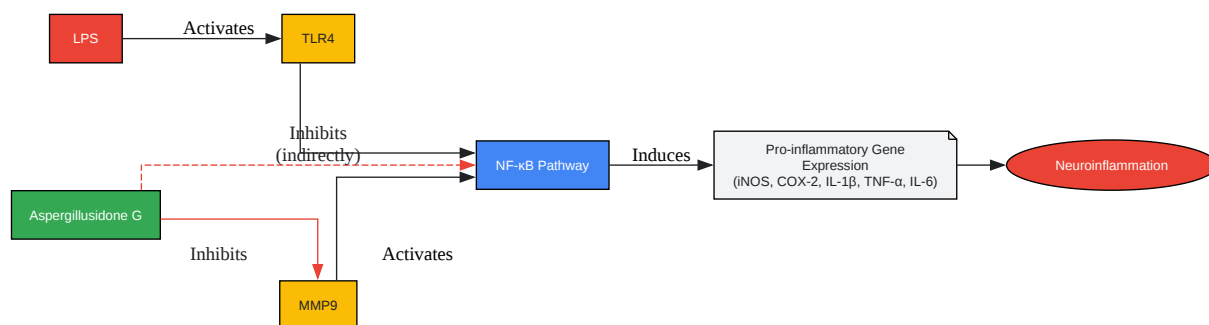 LPS
Activates
TLR4
Inhibits
(indirectly)
NF-κB Pathway
Induces
Pro-inflammatory Gene
Expression
(iNOS, COX-2, IL-1β, TNF-α, IL-6)
Neuroinflammation
Aspergillusidone G
Inhibits
Activates
MMP9